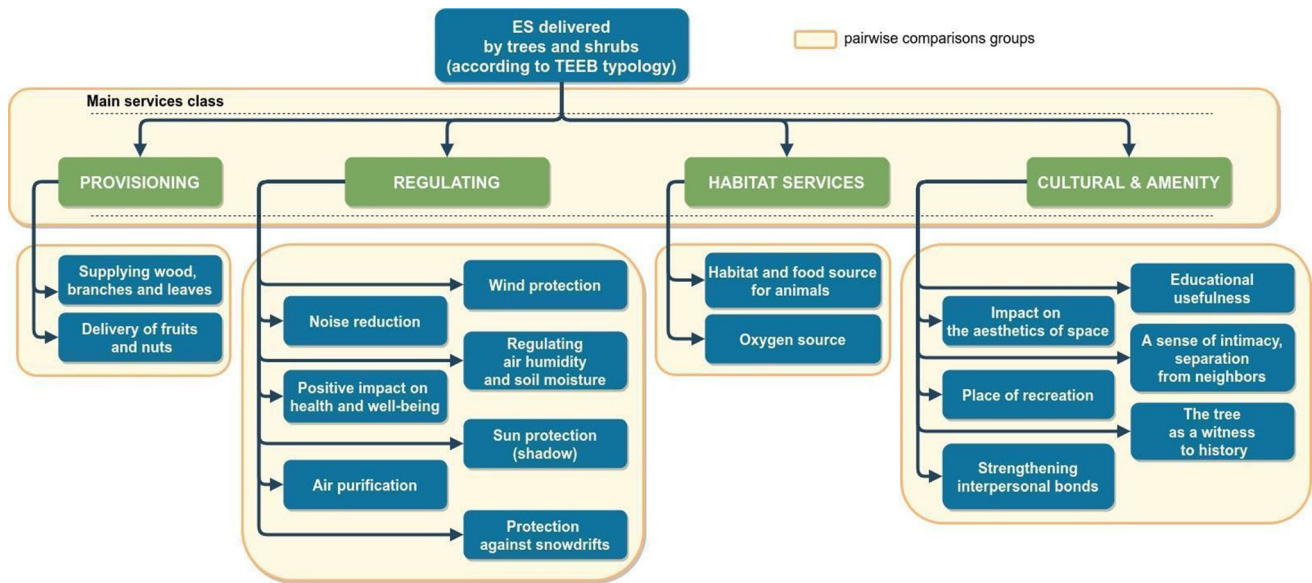 ES delivered
by trees and shrubs
(according to TEEB typology)
pairwise comparisons groups
Main services class
PROVISIONING
REGULATING
HABITAT SERVICES
CULTURAL & AMENITY
Supplying wood,
branches and leaves
Delivery of fruits
and nuts
Wind protection
Noise reduction
Regulating
air humidity
and soil moisture
Positive impact on
health and well-being
Sun protection
(shadow)
Air purification
Protection
against snowdrifts
Habitat and food source
for animals
Oxygen source
Educational
usefulness
Impact on
the aesthetics of space
A sense of intimacy,
separation
from neighbors
Place of recreation
The tree
as a witness
to history
Strengthening
interpersonal bonds